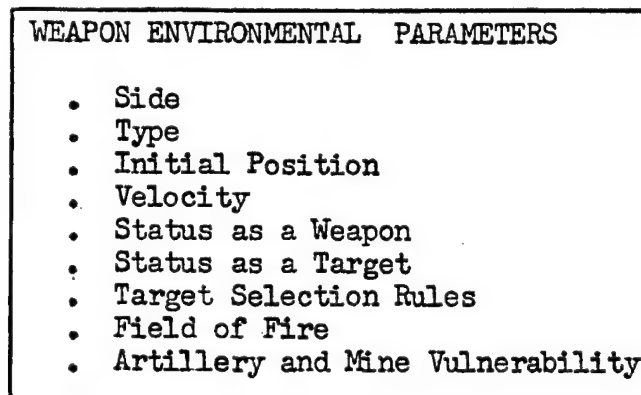 WEAPON ENVIRONMENTAL PARAMETERS
. Side
. Type
. Initial Position
. Velocity
. Status as a Weapon
. Status as a Target
. Target Selection Rules
. Field of Fire
. Artillery and Mine Vulnerability